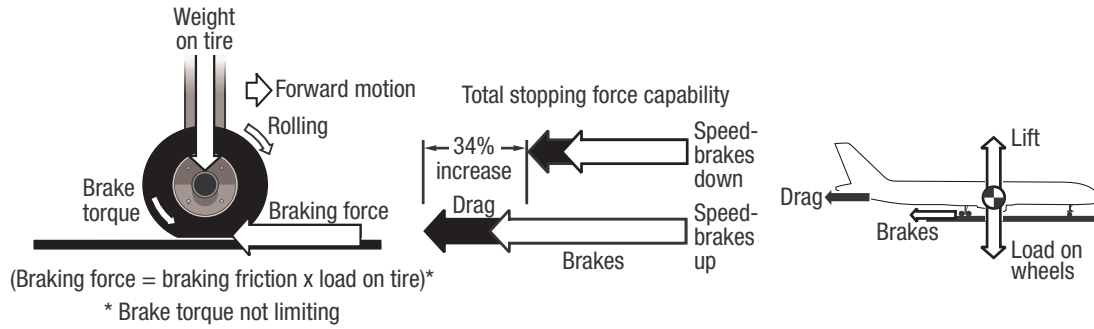 Weight
on tire
Forward motion
Rolling
Brake
torque
Braking force
(Braking force = braking friction x load on tire)*
* Brake torque not limiting
Total stopping force capability
34%
increase
Speed-
brakes
down
Drag
Brakes
Speed-
brakes
up
Lift
Drag
Brakes
Load on
wheels